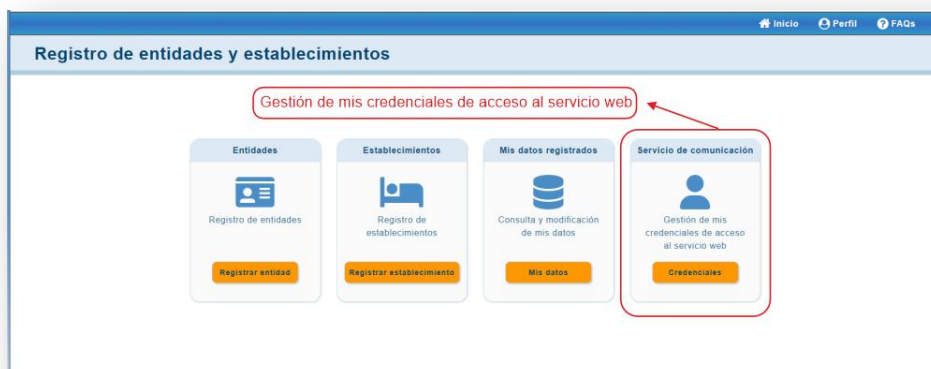 Inicio Perfil FAQs
Registro de entidades y establecimientos
Gestión de mis credenciales de acceso al servicio web
Entidades
Registro de entidades
Registrar entidad
Establecimientos
Registro de
establecimientos
Registrar establecimiento
Mis datos registrados
Consulta y modificación
de mis datos
Mis datos
Servicio de comunicación
Gestión de mis
credenciales de acceso
al servicio web
Credenciales